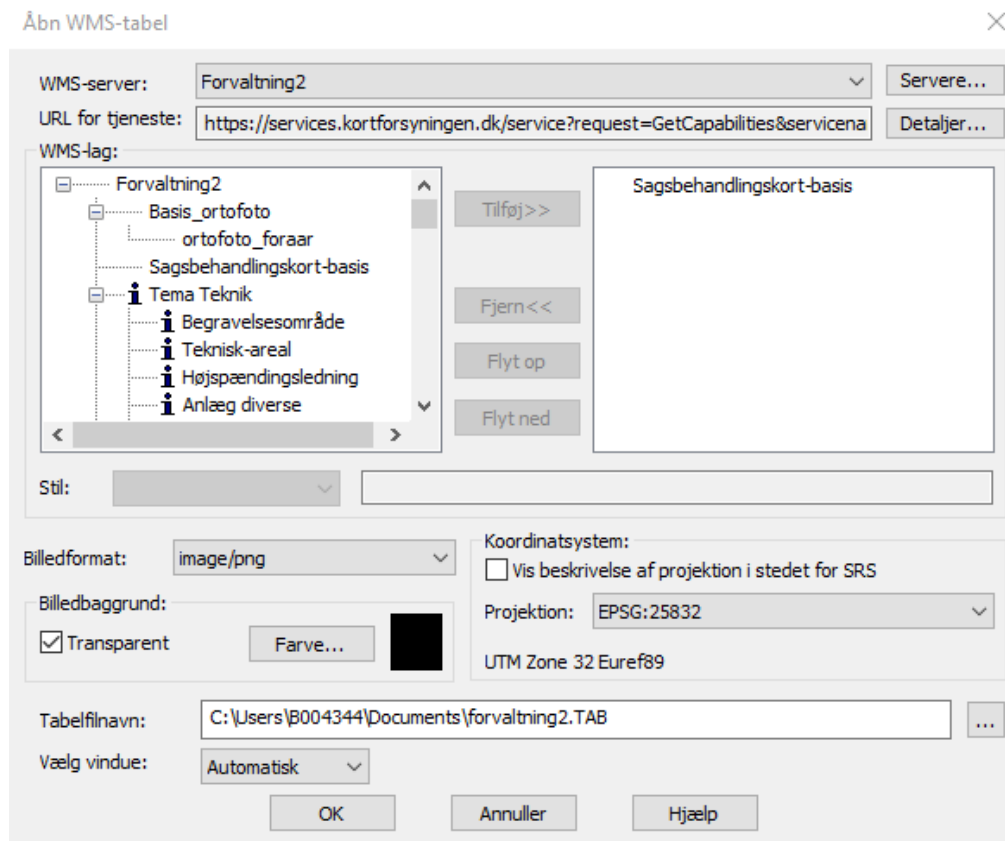 Åbn WMS-tabel
WMS-server: Forvaltning2 Servere...
URL for tjeneste: https://services.kortforsyningen.dk/service?request=GetCapabilities&servicena Detaljer...
WMS-lag:
Forvaltning2
Basis_ortofoto
ortofoto_foraar
Sagsbehandlingskort-basis
Tema Teknik
Begravelsesområde
Teknisk-areal
Højspændingsledning
Anlæg diverse
Tilføj>>
Fjern<<
Flyt op
Flyt ned
Sagsbehandlingskort-basis
Stil:
Billedformat: image/png
Billedbaggrund:
Transparent Farve...
Koordinatsystem:
Vis beskrivelse af projektion i stedet for SRS
Projektion: EPSG:25832
UTM Zone 32 Euref89
Tabelfilnavn: C:\Users\B004344\Documents\forvaltning2.TAB ...
Vælg vindue: Automatisk
OK Annuller Hjælp